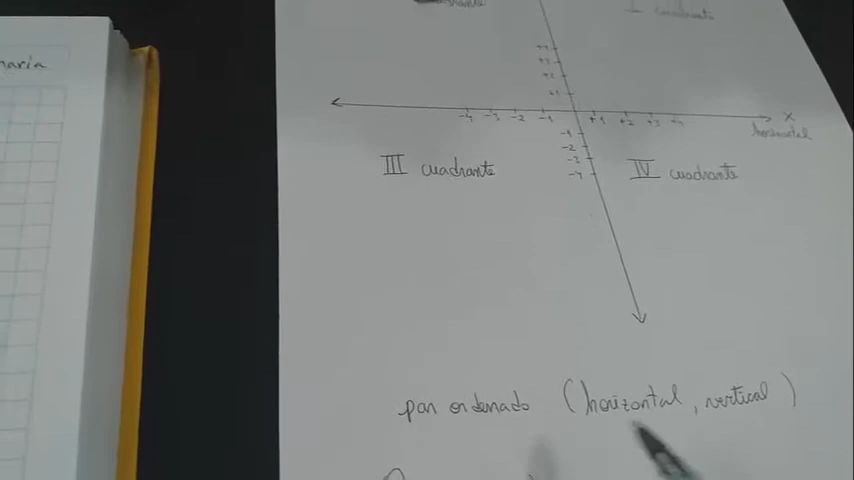 cuadrante
cuadrante
+1
-4 -3 -2 -1
+1 +2 +3 +4
x
horizontal
-1
-2
-3
-4
III cuadrante
IV cuadrante
par ordenado (horizontal, vertical)